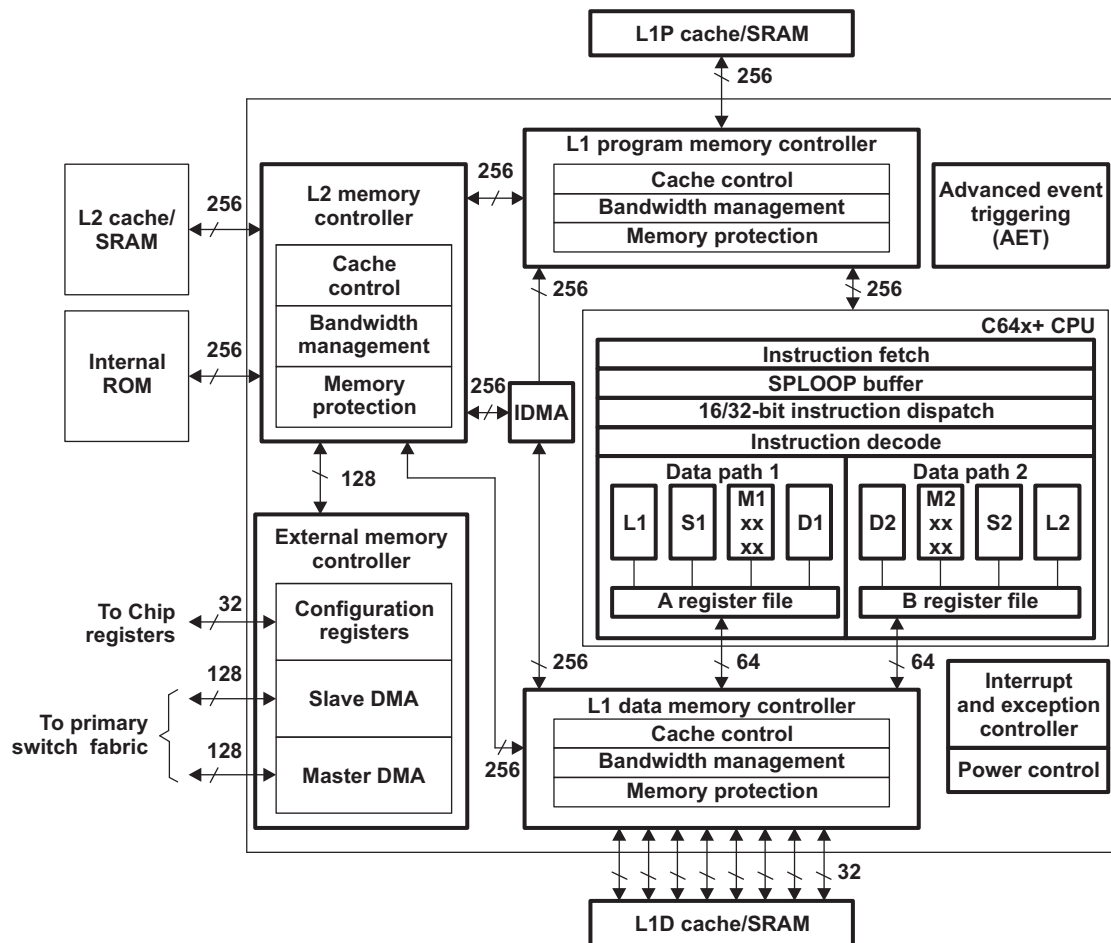 L1P cache/SRAM
256
L1 program memory controller
Cache control
Bandwidth management
Memory protection
Advanced event
triggering
(AET)
L2 cache/
SRAM
256
L2 memory
controller
Cache
control
Bandwidth
management
Memory
protection
256
Internal
ROM
256
256
IDMA
256
256
C64x+ CPU
Instruction fetch
SPLOOP buffer
16/32-bit instruction dispatch
Instruction decode
Data path 1
L1
S1
M1
xx
xx
D1
A register file
Data path 2
D2
M2
xx
xx
S2
L2
B register file
128
External memory
controller
Configuration
registers
Slave DMA
Master DMA
To Chip
registers
32
To primary
switch fabric
128
128
256
64
64
256
L1 data memory controller
Cache control
Bandwidth management
Memory protection
Interrupt
and exception
controller
Power control
32
L1D cache/SRAM